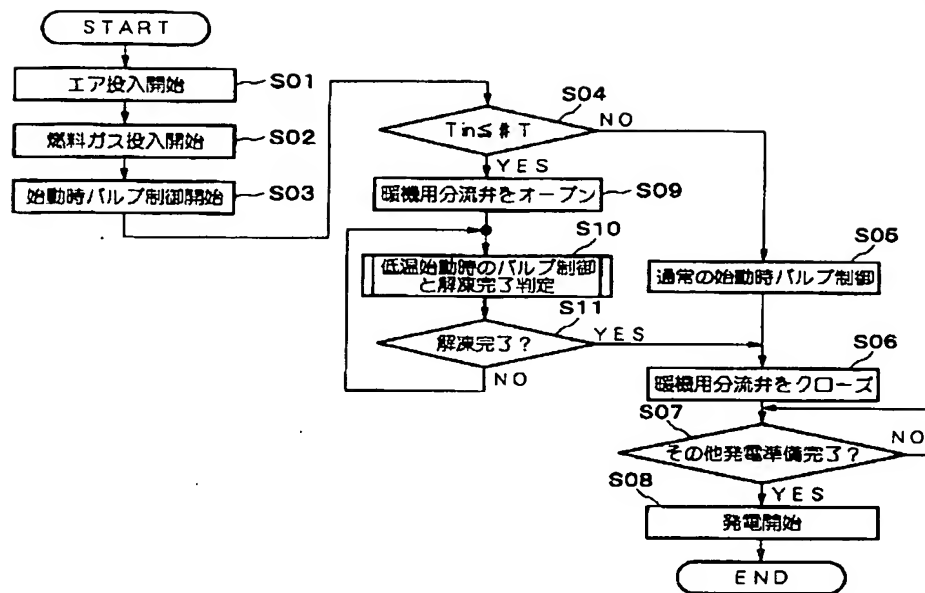 START
エア投入開始
S01
燃料ガス投入開始
S02
始動時バルブ制御開始
S03
Tin≦#T
S04
NO
YES
暖機用分流弁をオープン
S09
S10
低温始動時のバルブ制御
と解凍完了判定
S11
解凍完了?
YES
NO
S05
通常の始動時バルブ制御
S06
暖機用分流弁をクローズ
S07
その他発電準備完了?
NO
YES
S08
発電開始
END